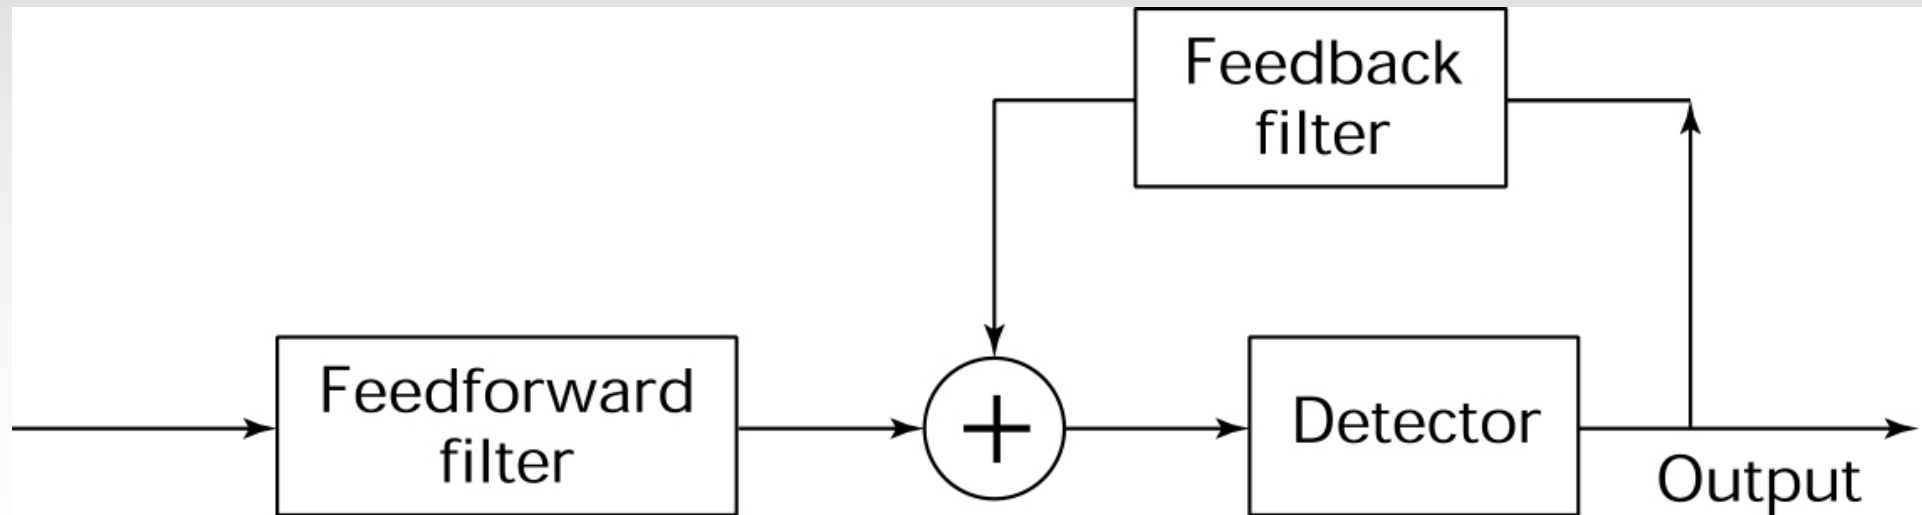 Feedback
filter
Feedforward
filter
+
Detector
Output